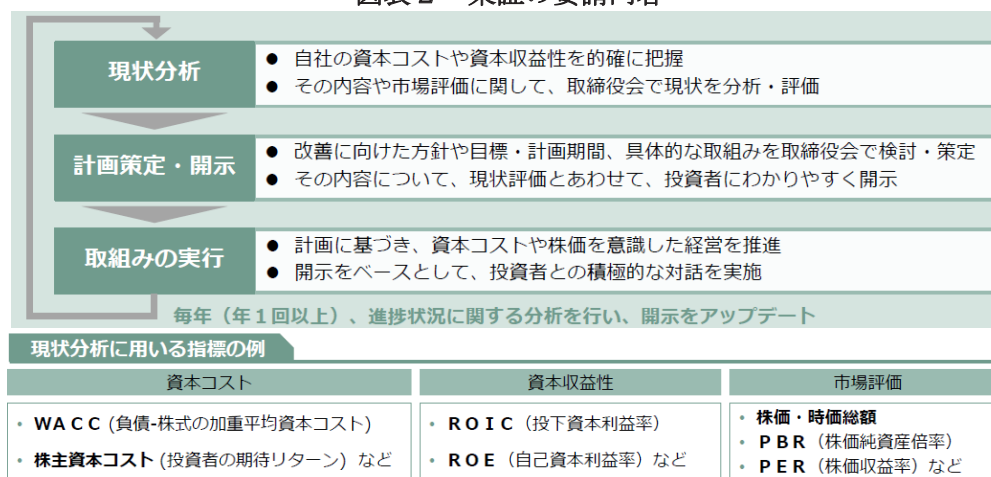 図表2 東証の要請内容
現状分析
● 自社の資本コストや資本収益性を的確に把握
● その内容や市場評価に関して、取締役会で現状を分析・評価
計画策定・開示
● 改善に向けた方針や目標・計画期間、具体的な取組みを取締役会で検討・策定
● その内容について、現状評価とあわせて、投資者にわかりやすく開示
取組みの実行
● 計画に基づき、資本コストや株価を意識した経営を推進
● 開示をベースとして、投資者との積極的な対話を実施
毎年（年１回以上）、進捗状況に関する分析を行い、開示をアップデート
現状分析に用いる指標の例
資本コスト
・ＷＡＣＣ (負債-株式の加重平均資本コスト)
・株主資本コスト (投資者の期待リターン) など
資本収益性
・ＲＯＩＣ（投下資本利益率）
・ＲＯＥ（自己資本利益率）など
市場評価
・株価・時価総額
・ＰＢＲ（株価純資産倍率）
・ＰＥＲ（株価収益率）など